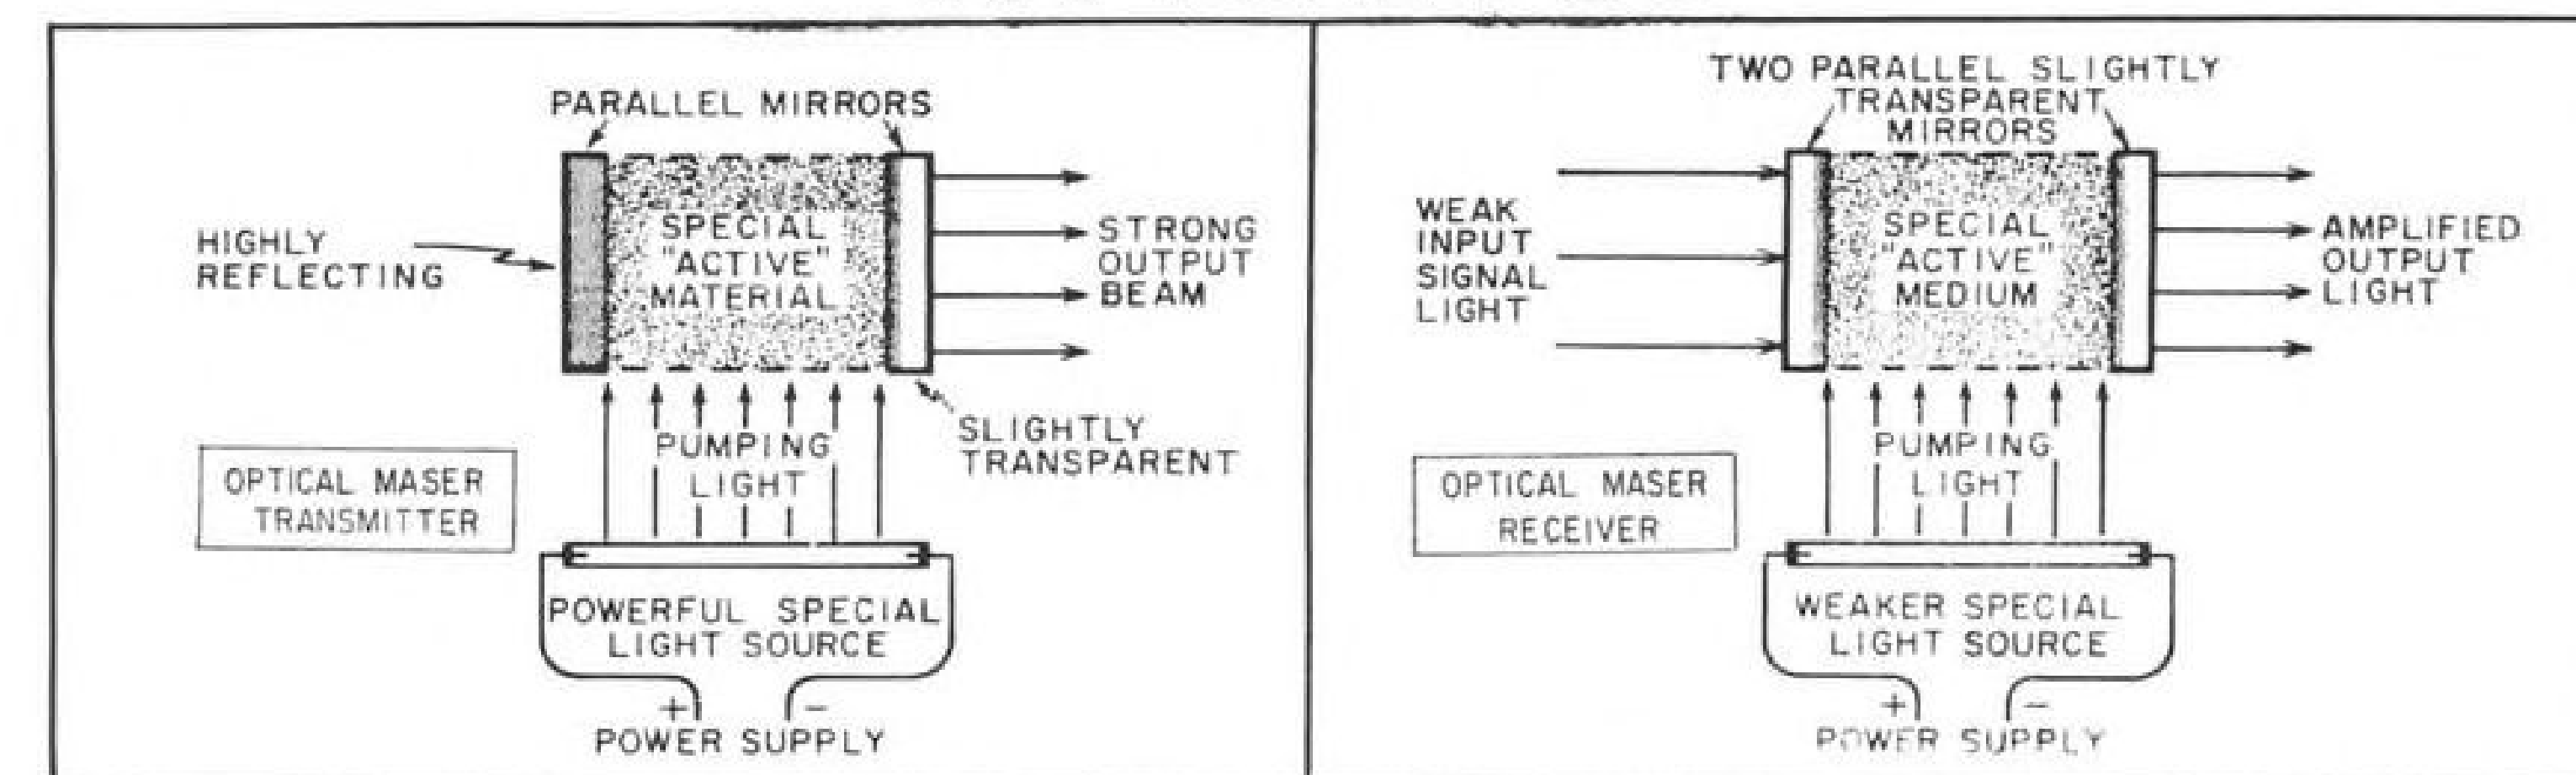 PARALLEL MIRRORS
HIGHLY
REFLECTING
SPECIAL
"ACTIVE"
MATERIAL
STRONG
OUTPUT
BEAM
PUMPING
LIGHT
SLIGHTLY
TRANSPARENT
OPTICAL MASER
TRANSMITTER
POWERFUL SPECIAL
LIGHT SOURCE
+ -
POWER SUPPLY
TWO PARALLEL SLIGHTLY
TRANSPARENT
MIRRORS
WEAK
INPUT
SIGNAL
LIGHT
SPECIAL
"ACTIVE"
MEDIUM
AMPLIFIED
OUTPUT
LIGHT
PUMPING
LIGHT
OPTICAL MASER
RECEIVER
WEAKER SPECIAL
LIGHT SOURCE
+ -
POWER SUPPLY